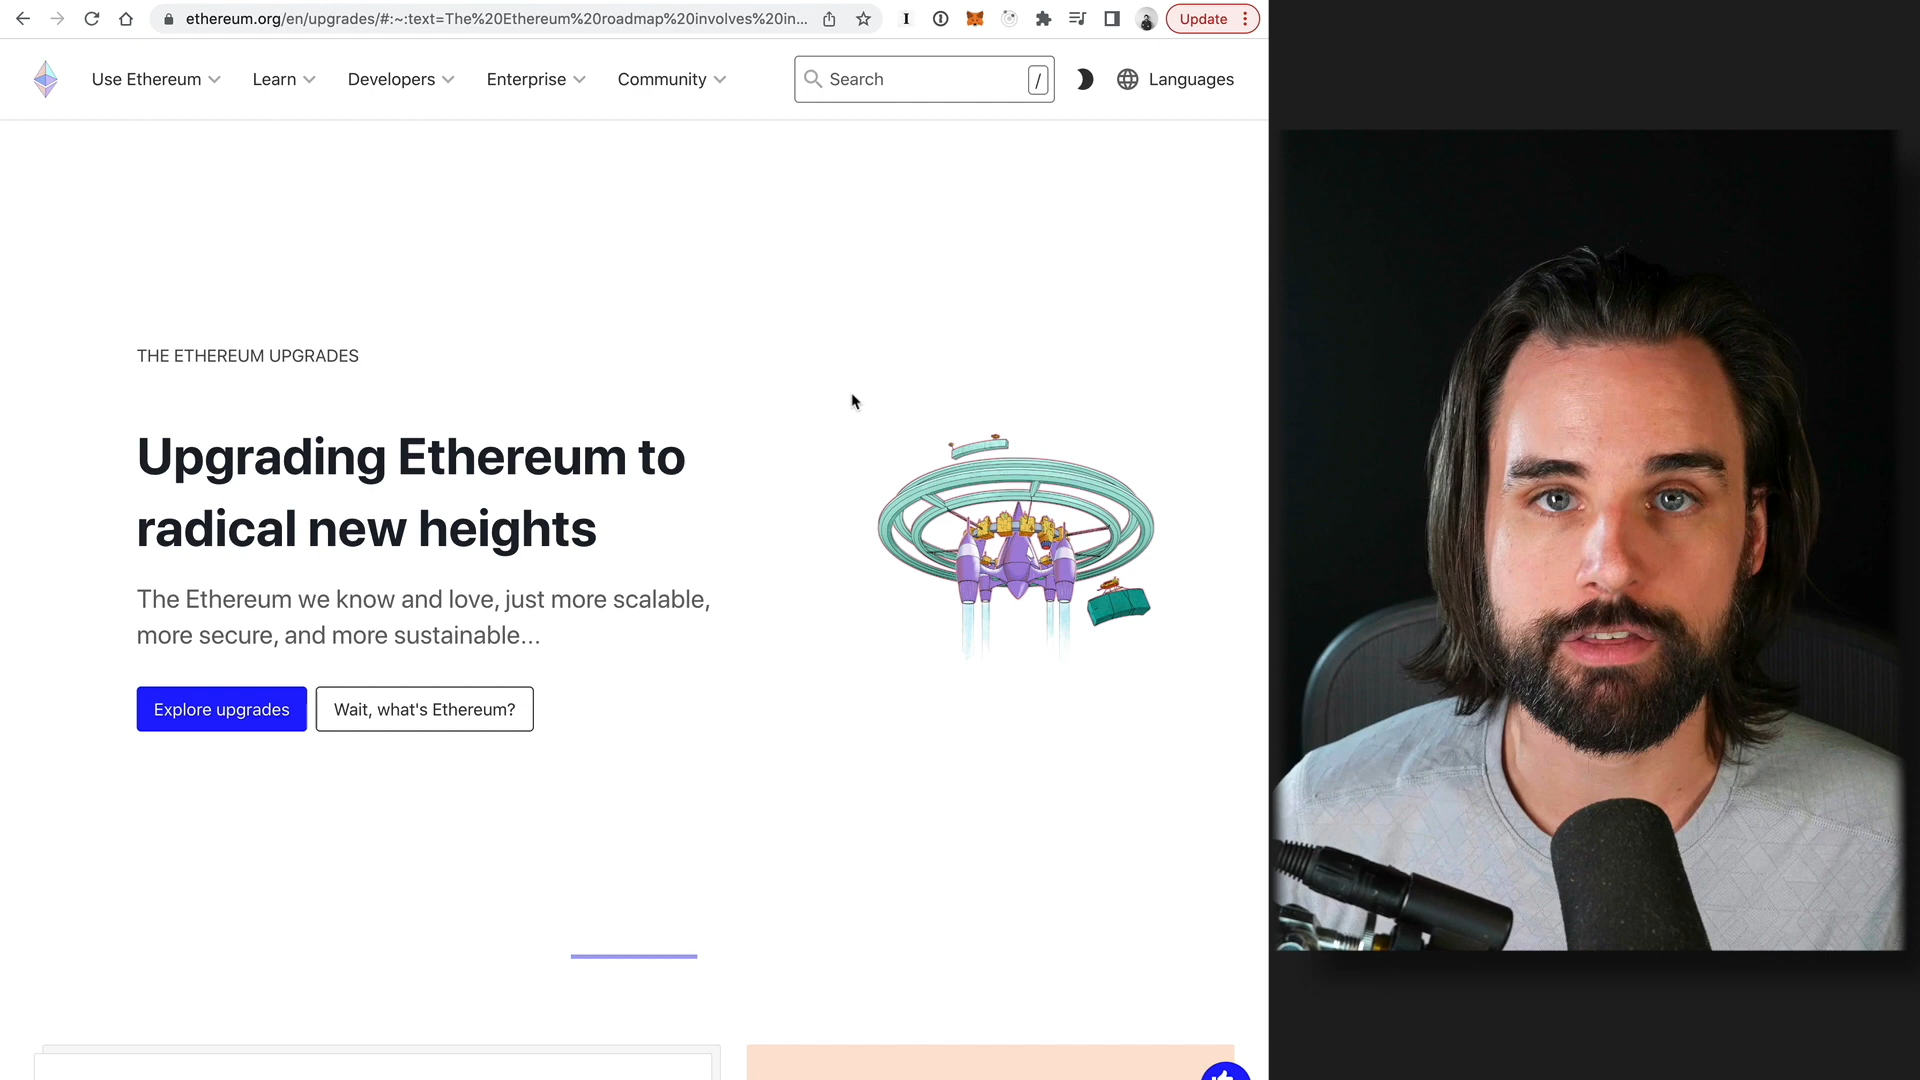 ethereum.org/en/upgrades/#:~:text=The%20Ethereum%20roadmap%20involves%20in...
Update
Use Ethereum
Learn
Developers
Enterprise
Community
Search
/
Languages
THE ETHEREUM UPGRADES
Upgrading Ethereum to
radical new heights
The Ethereum we know and love, just more scalable,
more secure, and more sustainable...
Explore upgrades
Wait, what's Ethereum?